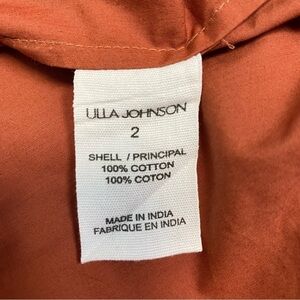 ULLA JOHNSON
2
SHELL / PRINCIPAL
100% COTTON
100% COTON
MADE IN INDIA
FABRIQUE EN INDIA